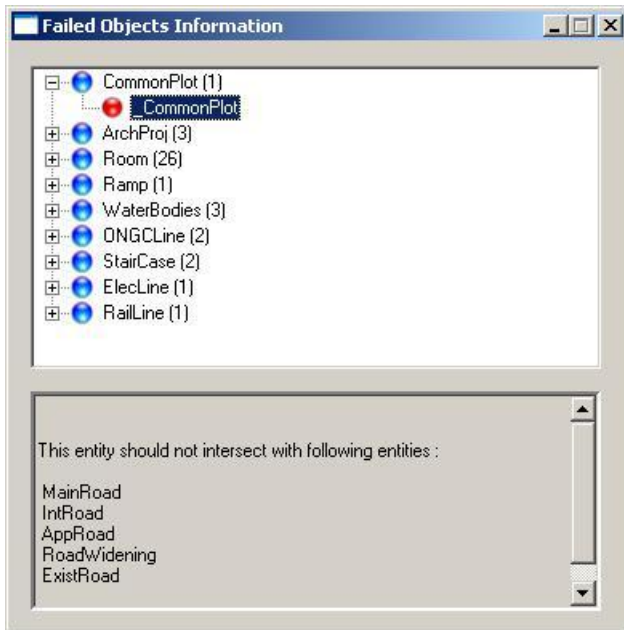 Failed Objects Information
CommonPlot (1)
_CommonPlot
ArchProj (3)
Room (26)
Ramp (1)
WaterBodies (3)
ONGCLine (2)
StairCase (2)
ElecLine (1)
RailLine (1)
This entity should not intersect with following entities :
MainRoad
IntRoad
AppRoad
RoadWidening
ExistRoad